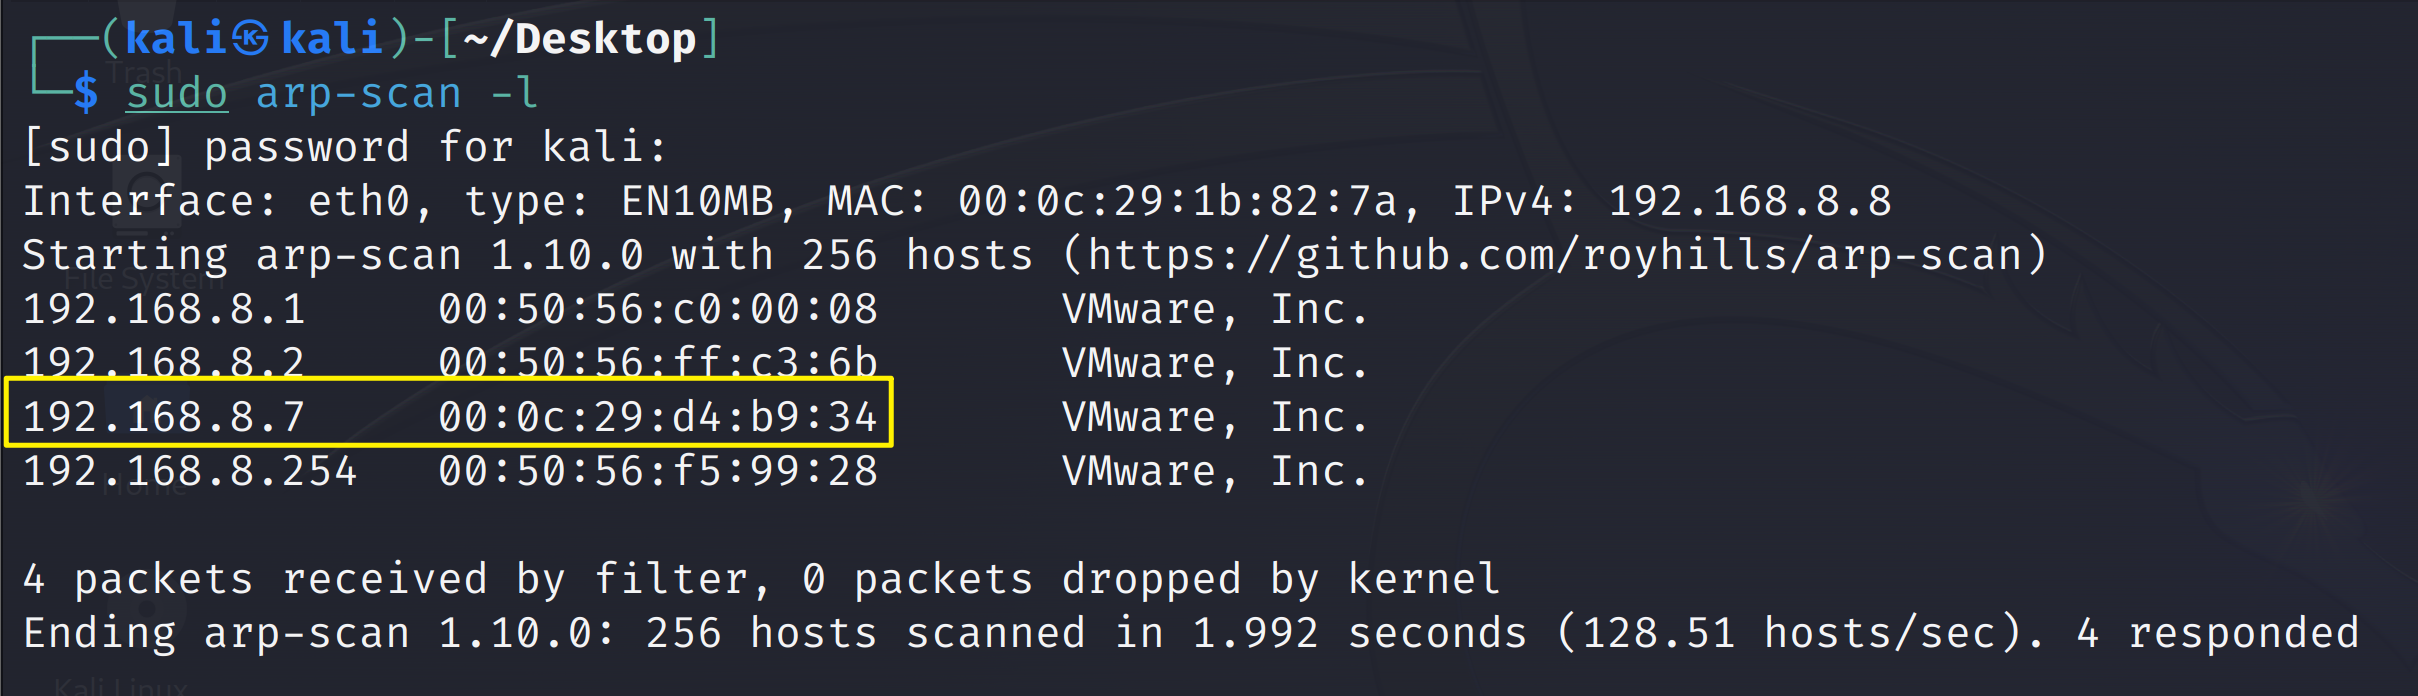 (kali㉿kali)-[~/Desktop]
$ sudo arp-scan -l
[sudo] password for kali:
Interface: eth0, type: EN10MB, MAC: 00:0c:29:1b:82:7a, IPv4: 192.168.8.8
Starting arp-scan 1.10.0 with 256 hosts (https://github.com/royhills/arp-scan)
192.168.8.1 00:50:56:c0:00:08 VMware, Inc.
192.168.8.2 00:50:56:ff:c3:6b VMware, Inc.
192.168.8.7 00:0c:29:d4:b9:34 VMware, Inc.
192.168.8.254 00:50:56:f5:99:28 VMware, Inc.
4 packets received by filter, 0 packets dropped by kernel
Ending arp-scan 1.10.0: 256 hosts scanned in 1.992 seconds (128.51 hosts/sec). 4 responded
Trash
File System
Home
Kali Linux